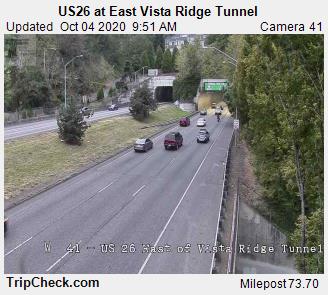 US26 at East Vista Ridge Tunnel
Updated Oct 04 2020 9:51 AM Camera 41
W 41 US 26 East of Vista Ridge Tunnel
TripCheck.com Milepost 73.70